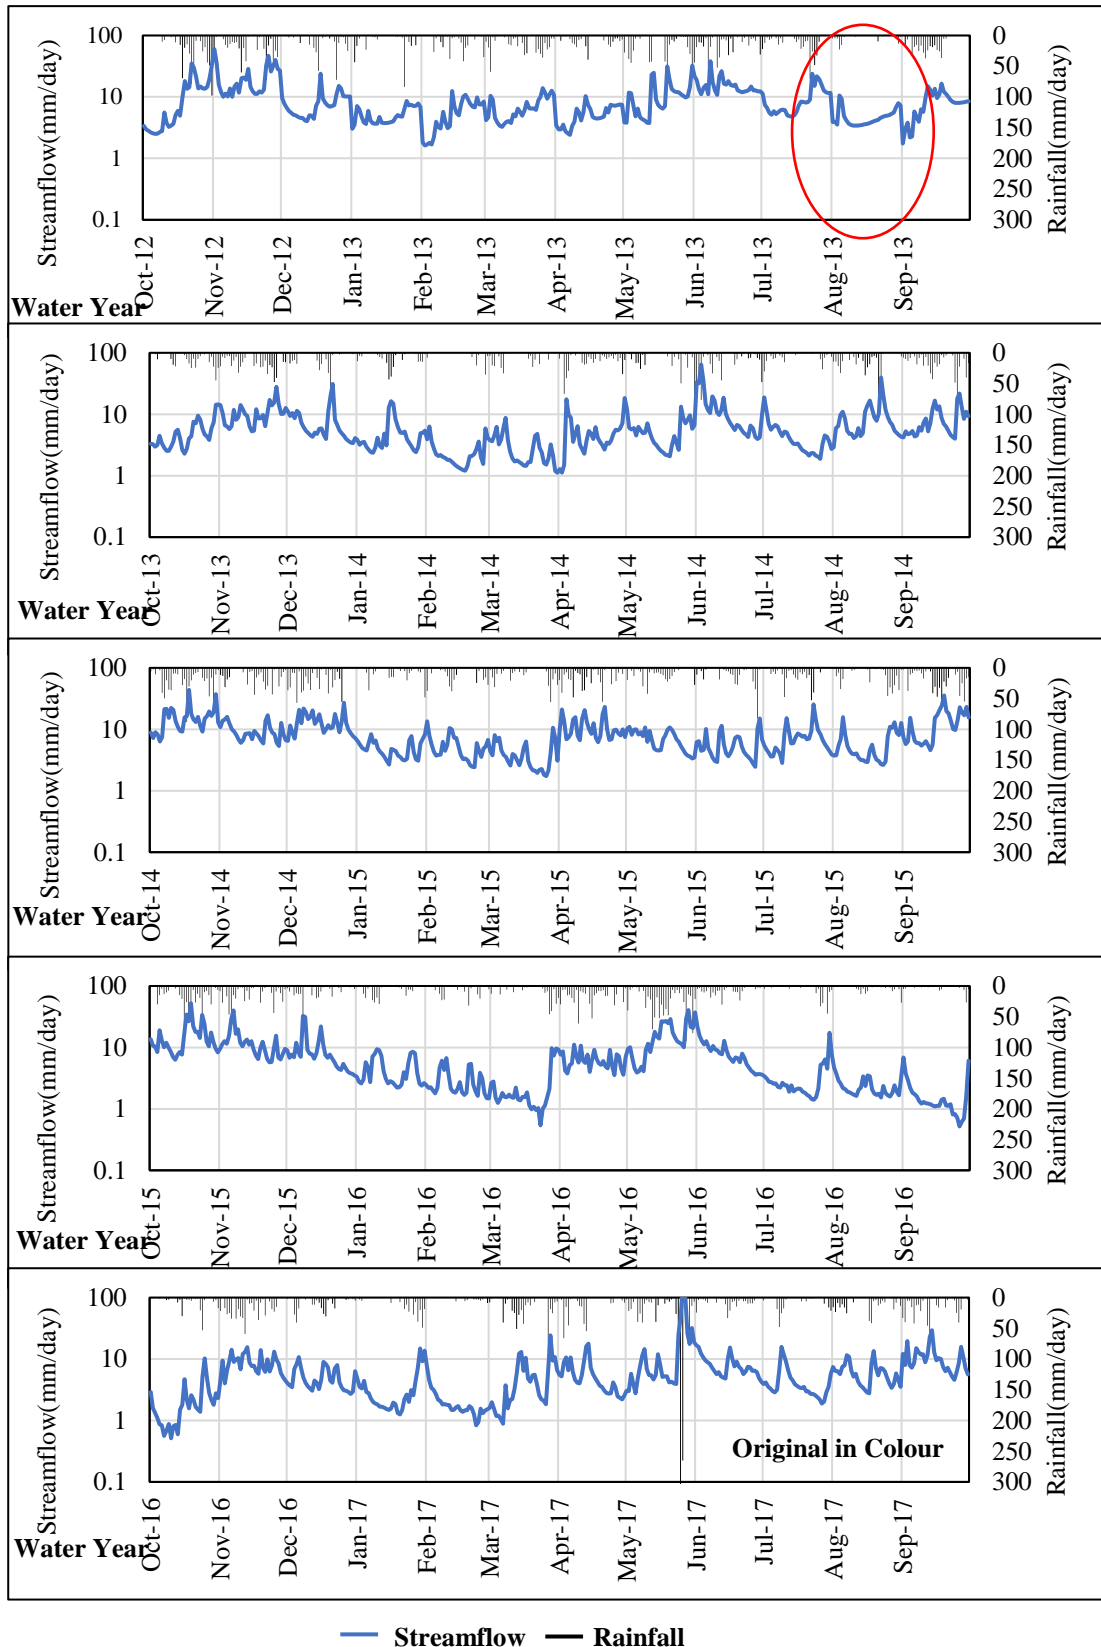 Streamflow(mm/day)
100
10
1
0.1
0
50
100
150
200
250
300
Rainfall(mm/day)
Oct-12
Nov-12
Dec-12
Jan-13
Feb-13
Mar-13
Apr-13
May-13
Jun-13
Jul-13
Aug-13
Sep-13
Water Year
Streamflow(mm/day)
100
10
1
0.1
0
50
100
150
200
250
300
Rainfall(mm/day)
Oct-13
Nov-13
Dec-13
Jan-14
Feb-14
Mar-14
Apr-14
May-14
Jun-14
Jul-14
Aug-14
Sep-14
Water Year
Streamflow(mm/day)
100
10
1
0.1
0
50
100
150
200
250
300
Rainfall(mm/day)
Oct-14
Nov-14
Dec-14
Jan-15
Feb-15
Mar-15
Apr-15
May-15
Jun-15
Jul-15
Aug-15
Sep-15
Water Year
Streamflow(mm/day)
100
10
1
0.1
0
50
100
150
200
250
300
Rainfall(mm/day)
Oct-15
Nov-15
Dec-15
Jan-16
Feb-16
Mar-16
Apr-16
May-16
Jun-16
Jul-16
Aug-16
Sep-16
Water Year
Streamflow(mm/day)
100
10
1
0.1
0
50
100
150
200
250
300
Rainfall(mm/day)
Original in Colour
Oct-16
Nov-16
Dec-16
Jan-17
Feb-17
Mar-17
Apr-17
May-17
Jun-17
Jul-17
Aug-17
Sep-17
Water Year
Streamflow Rainfall